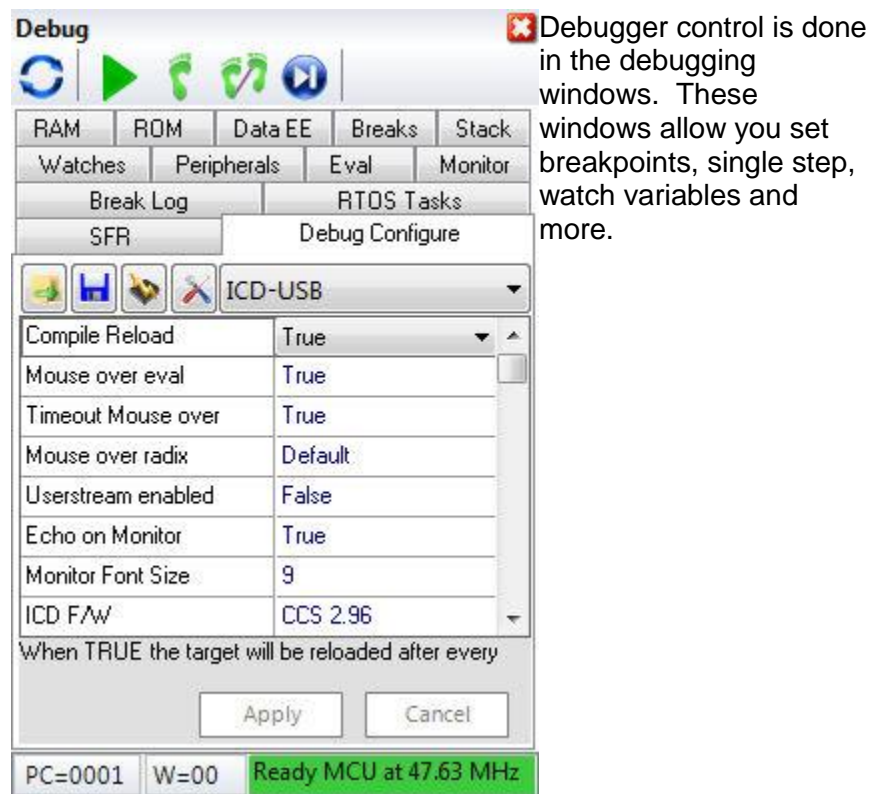 Debug
RAM ROM Data EE Breaks Stack
Watches Peripherals Eval Monitor
Break Log RTOS Tasks
SFR Debug Configure
ICD-USB
Compile Reload True
Mouse over eval True
Timeout Mouse over True
Mouse over radix Default
Userstream enabled False
Echo on Monitor True
Monitor Font Size 9
ICD F/W CCS 2.96
When TRUE the target will be reloaded after every
Apply Cancel
PC=0001 W=00 Ready MCU at 47.63 MHz
Debugger control is done
in the debugging
windows. These
windows allow you set
breakpoints, single step,
watch variables and
more.